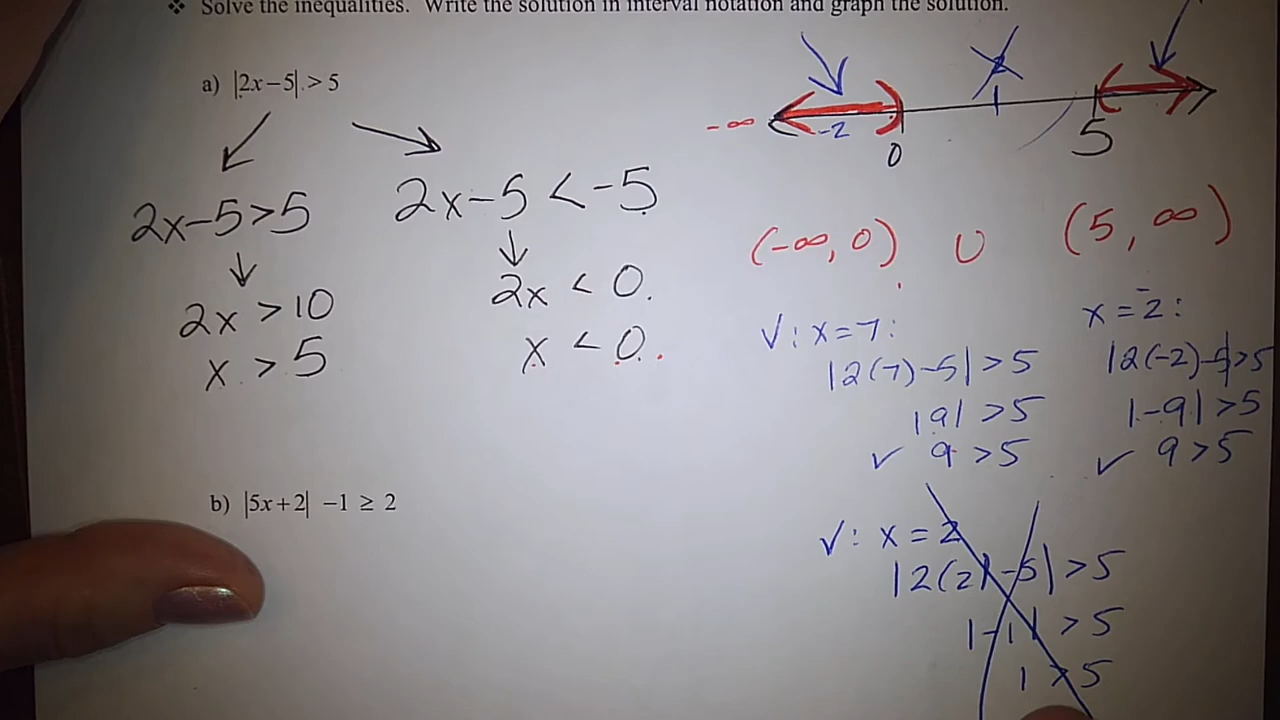 ❖ Solve the inequalities. Write the solution in interval notation and graph the solution.
a) |2x-5| > 5
2x-5>5
2x >10
x > 5
2x-5 <-5
2x < 0.
x < 0.
-∞ -2 0 2 5
(-∞, 0) ∪ (5, ∞)
✓: x=7:
|2(7)-5| >5
|9| >5
✓ 9 >5
x = -2:
|2(-2)-5|>5
|-9| >5
✓ 9 >5
✓: x = 2
|2(2)-5| >5
|-1| >5
1 >5
b) |5x+2| -1 ≥ 2